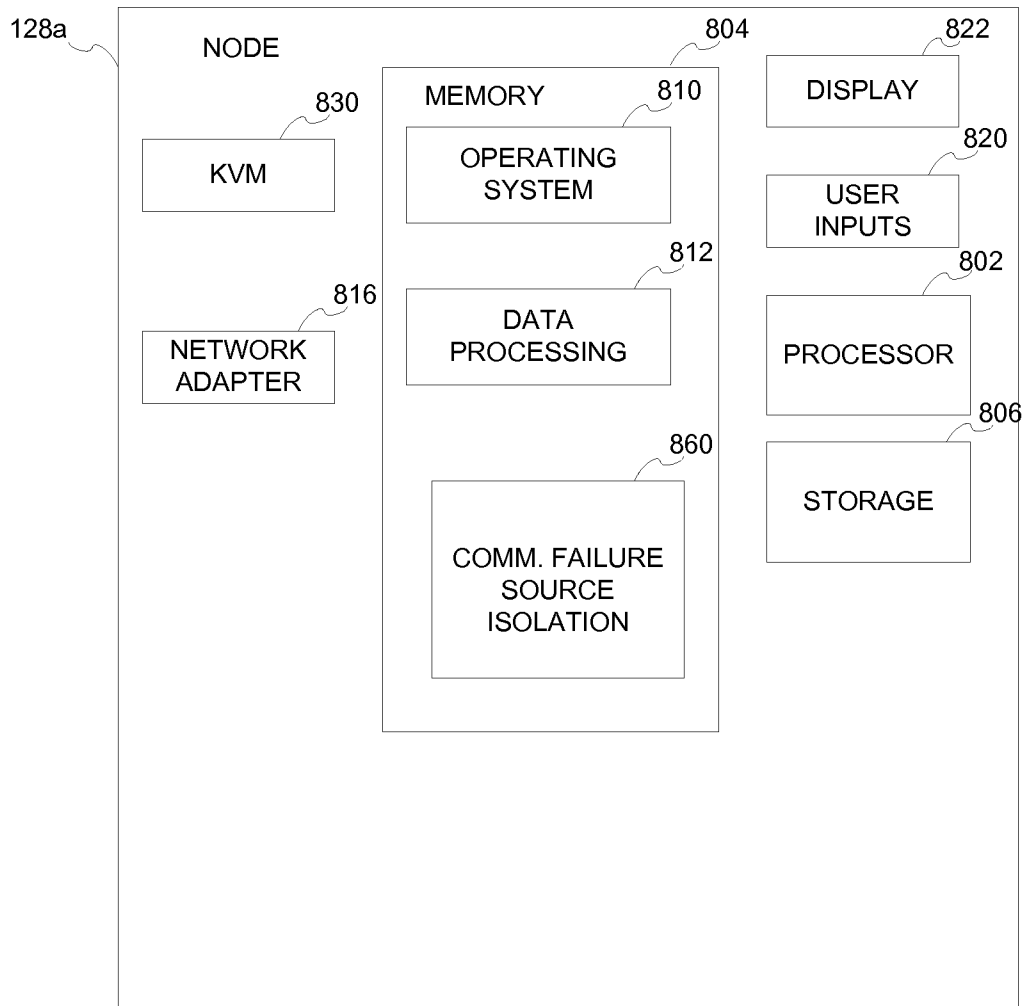 128a
NODE
804
822
MEMORY
810
DISPLAY
830
KVM
OPERATING
SYSTEM
820
USER
INPUTS
812
802
816
DATA
PROCESSING
NETWORK
ADAPTER
PROCESSOR
806
860
STORAGE
COMM. FAILURE
SOURCE
ISOLATION